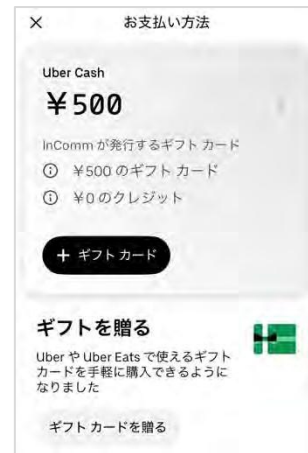 × お支払い方法
Uber Cash
¥500
InComm が発行するギフト カード
ⓘ ¥500 のギフト カード
ⓘ ¥0 のクレジット
+ ギフト カード
ギフトを贈る
Uber や Uber Eats で使えるギフト
カードを手軽に購入できるように
なりました
ギフト カードを贈る